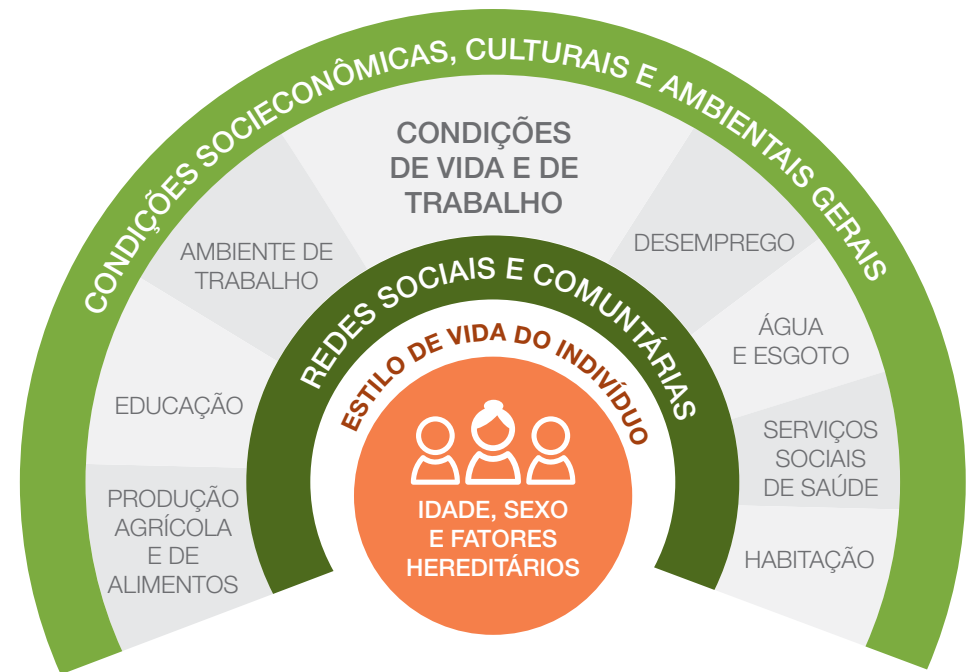 CONDIÇÕES SOCIECONÔMICAS, CULTURAIS E AMBIENTAIS GERAIS
CONDIÇÕES
DE VIDA E DE
TRABALHO
AMBIENTE DE
TRABALHO
DESEMPREGO
EDUCAÇÃO
ÁGUA
E ESGOTO
PRODUÇÃO
AGRÍCOLA
E DE
ALIMENTOS
SERVIÇOS
SOCIAIS
DE SAÚDE
HABITAÇÃO
REDES SOCIAIS E COMUNTÁRIAS
ESTILO DE VIDA DO INDIVÍDUO
IDADE, SEXO
E FATORES
HEREDITÁRIOS